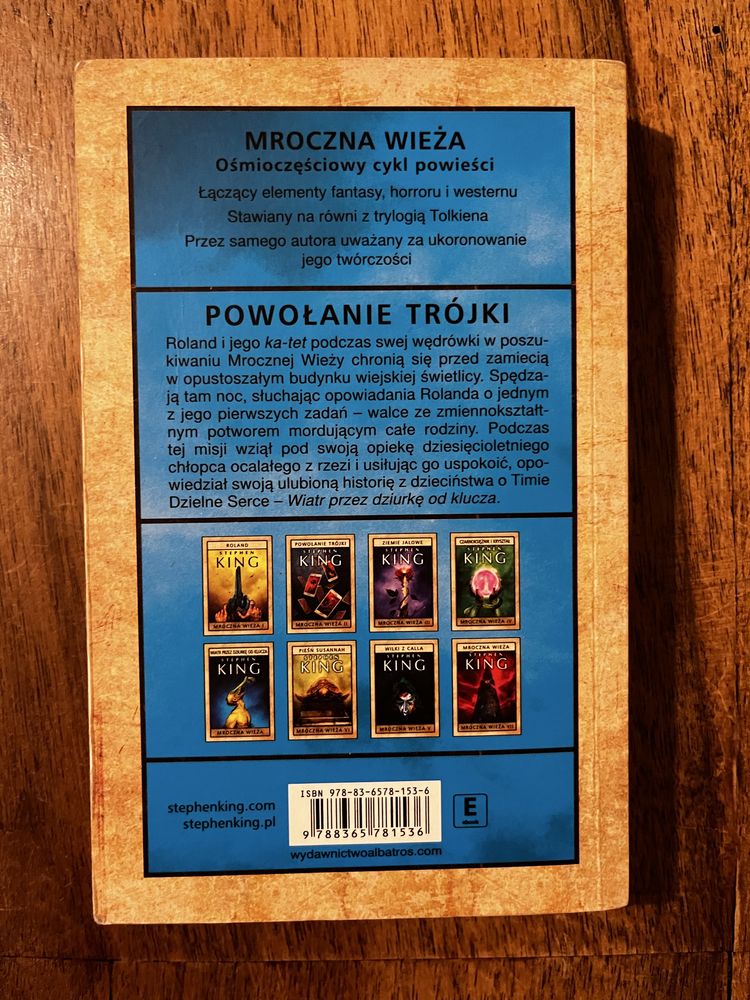 MROCZNA WIEŻA
Ośmioczęściowy cykl powieści
Łączący elementy fantasy, horroru i westernu
Stawiany na równi z trylogią Tolkiena
Przez samego autora uważany za ukoronowanie
jego twórczości
POWOŁANIE TRÓJKI
Roland i jego ka-tet podczas swej wędrówki w poszu-
kiwaniu Mrocznej Wieży chronią się przed zamiecią
w opustoszałym budynku wiejskiej świetlicy. Spędza-
ją tam noc, słuchając opowiadania Rolanda o jednym
z jego pierwszych zadań – walce ze zmiennokształt-
nym potworem mordującym całe rodziny. Podczas
tej misji wziął pod swoją opiekę dziesięcioletniego
chłopca ocalałego z rzezi i usiłując go uspokoić, opo-
wiedział swoją ulubioną historię z dzieciństwa o Timie
Dzielne Serce – Wiatr przez dziurkę od klucza.
ROLAND
STEPHEN
KING
MROCZNA WIEŻA I
POWOŁANIE TRÓJKI
STEPHEN
KING
MROCZNA WIEŻA II
ZIEMIE JAŁOWE
STEPHEN
KING
MROCZNA WIEŻA III
CZARNOKSIĘŻNIK I KRYSZTAŁ
STEPHEN
KING
MROCZNA WIEŻA IV
WIATR PRZEZ DZIURKĘ OD KLUCZA
STEPHEN
KING
MROCZNA WIEŻA
PIEŚŃ SUSANNAH
STEPHEN
KING
MROCZNA WIEŻA VI
WILKI Z CALLA
STEPHEN
KING
MROCZNA WIEŻA V
MROCZNA WIEŻA
STEPHEN
KING
MROCZNA WIEŻA VII
stephenking.com
stephenking.pl
ISBN 978-83-6578-153-6
9 788365 781536
wydawnictwoalbatros.com
E
ebook